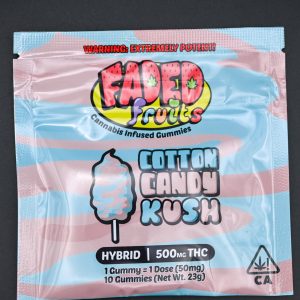 WARNING: EXTREMELY POTENT!
FADED
fruits
Cannabis Infused Gummies
COTTON
CANDY
KUSH
HYBRID | 500MG THC
1 Gummy = 1 Dose (50mg)
10 Gummies (Net Wt. 23g)
CA